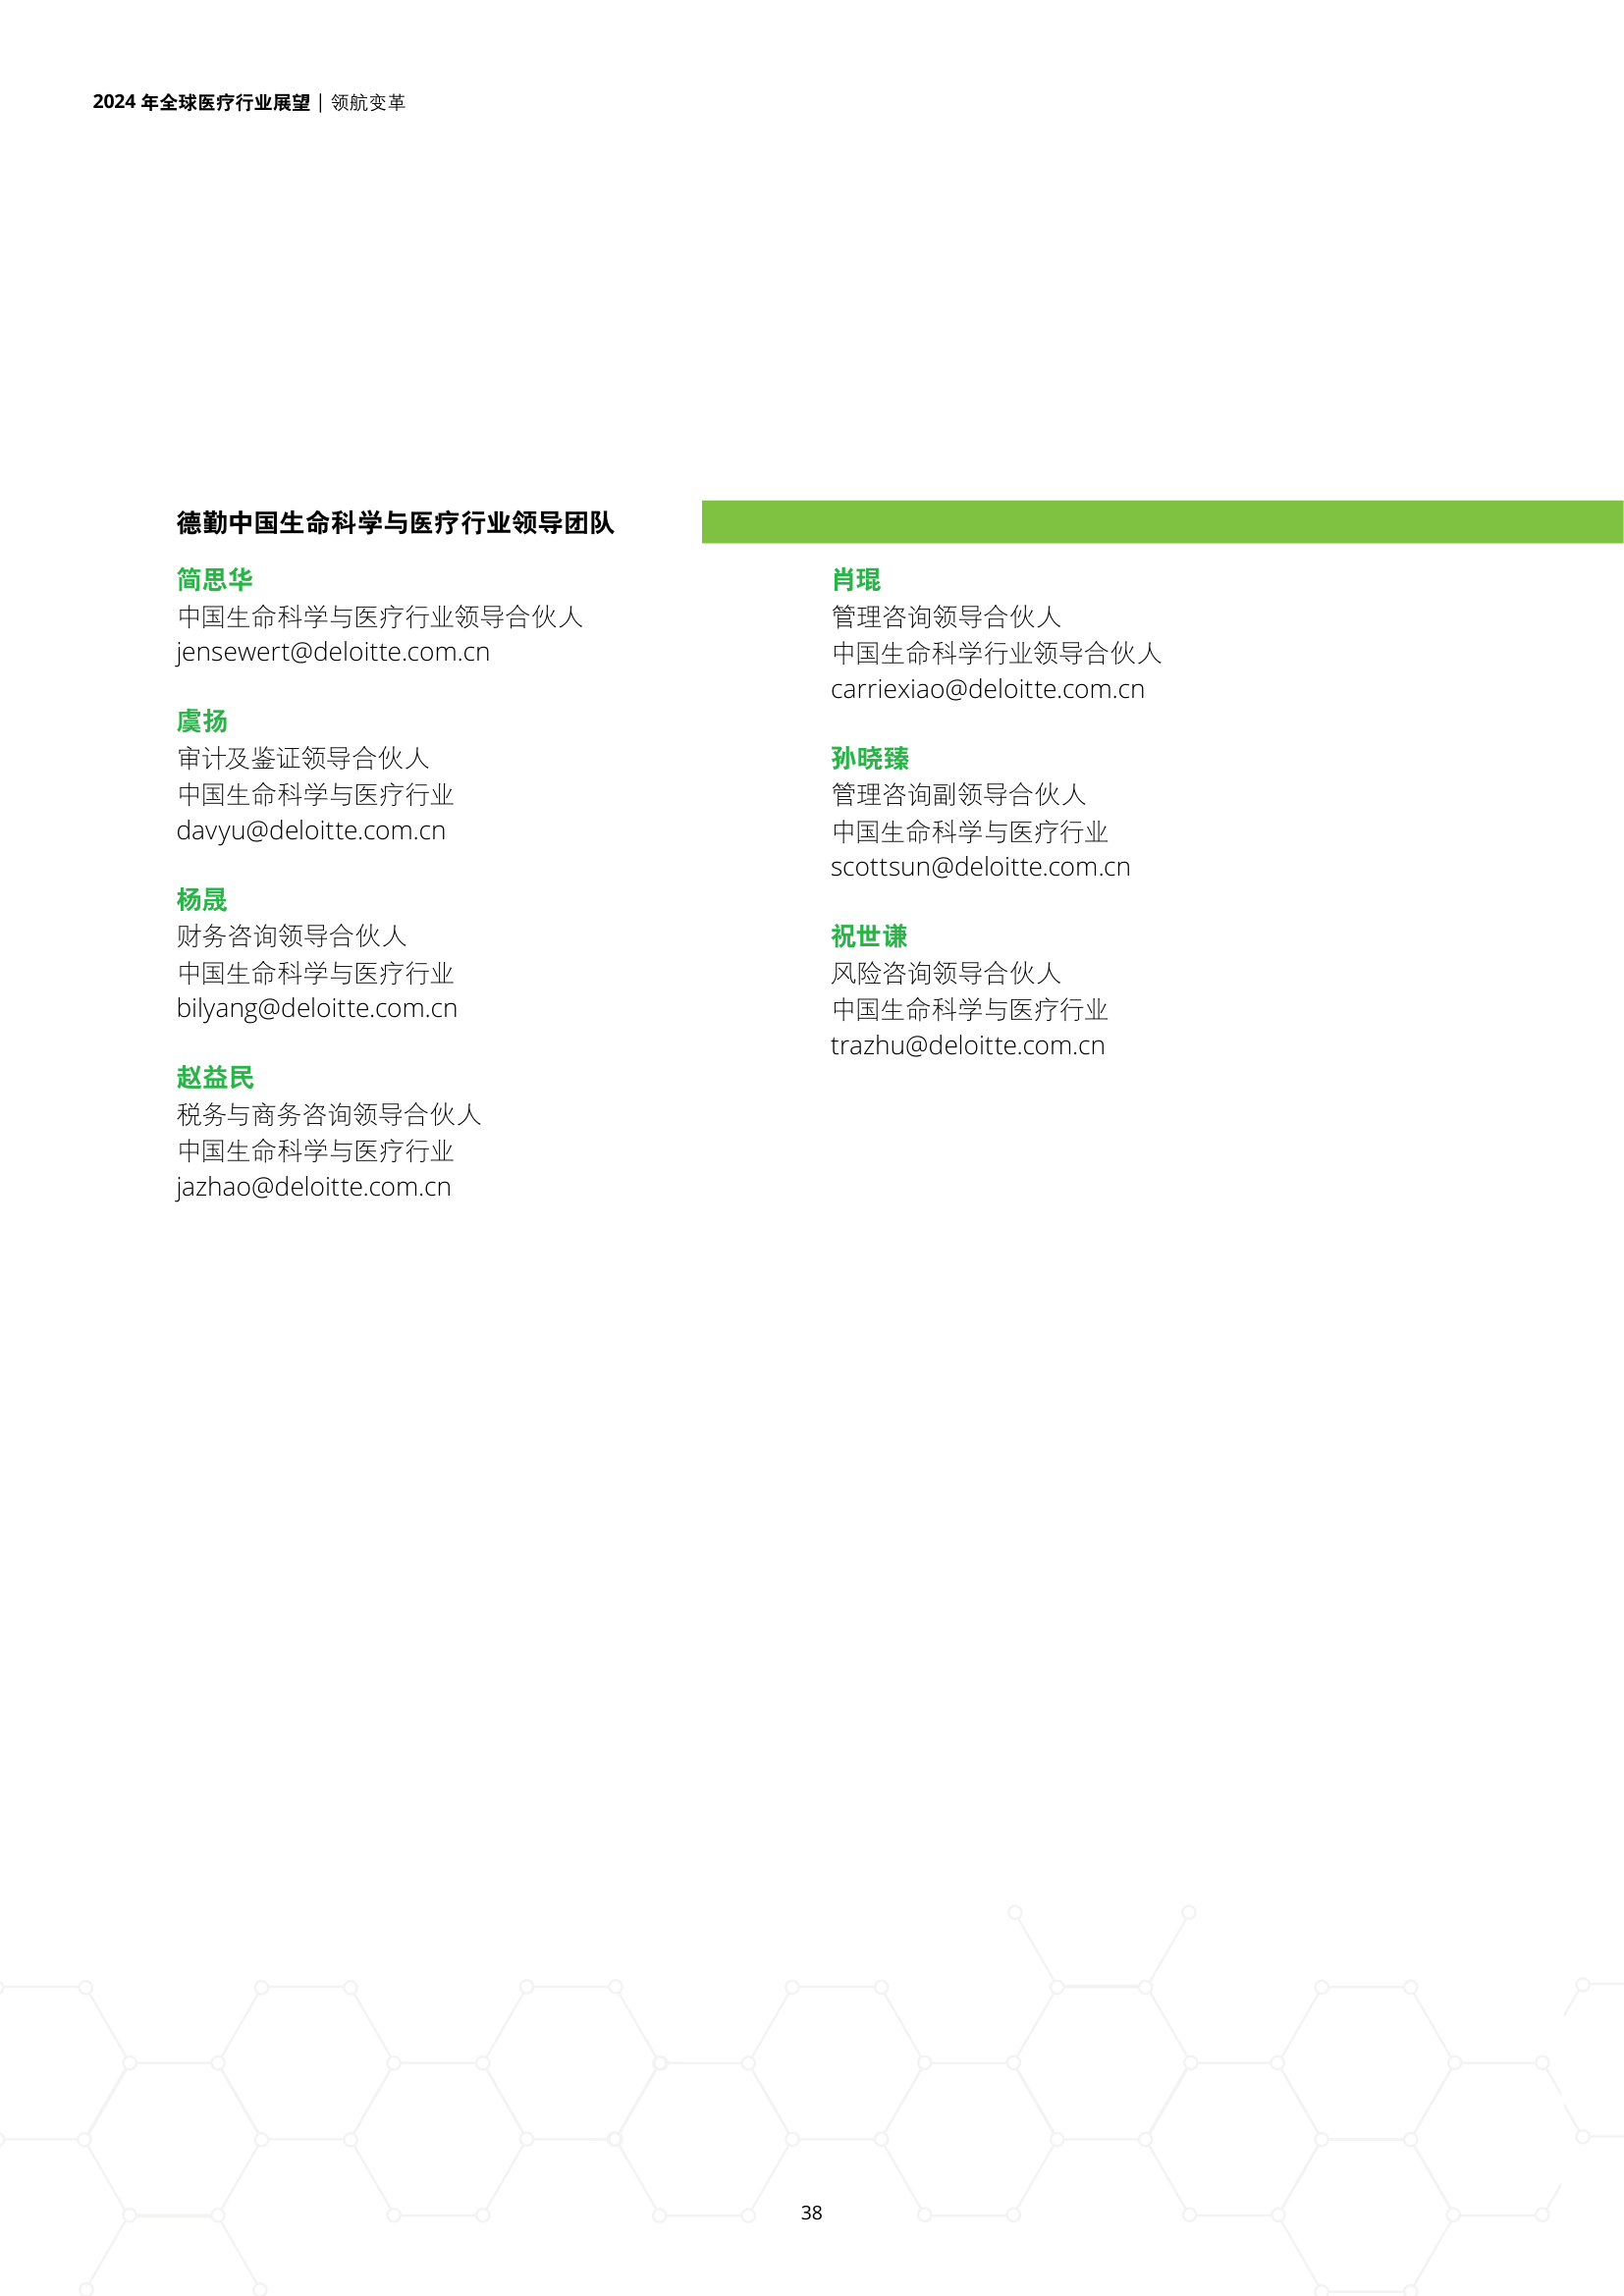 2024 年全球医疗行业展望 | 领航变革
德勤中国生命科学与医疗行业领导团队
简思华
中国生命科学与医疗行业领导合伙人
jensewert@deloitte.com.cn
虞扬
审计及鉴证领导合伙人
中国生命科学与医疗行业
davyu@deloitte.com.cn
杨晟
财务咨询领导合伙人
中国生命科学与医疗行业
bilyang@deloitte.com.cn
赵益民
税务与商务咨询领导合伙人
中国生命科学与医疗行业
jazhao@deloitte.com.cn
肖琨
管理咨询领导合伙人
中国生命科学行业领导合伙人
carriexiao@deloitte.com.cn
孙晓臻
管理咨询副领导合伙人
中国生命科学与医疗行业
scottsun@deloitte.com.cn
祝世谦
风险咨询领导合伙人
中国生命科学与医疗行业
trazhu@deloitte.com.cn
38